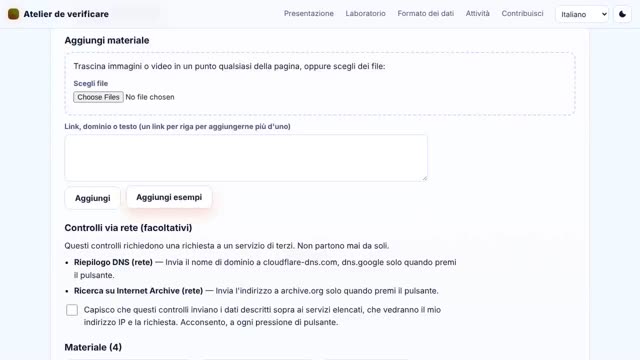 Atelier de verificare
Presentazione
Laboratorio
Formato dei dati
Attività
Contribuisci
Italiano
Aggiungi materiale
Trascina immagini o video in un punto qualsiasi della pagina, oppure scegli dei file:
Scegli file
Choose Files No file chosen
Link, dominio o testo (un link per riga per aggiungerne più d'uno)
Aggiungi
Aggiungi esempi
Controlli via rete (facoltativi)
Questi controlli richiedono una richiesta a un servizio di terzi. Non partono mai da soli.
• Riepilogo DNS (rete) — Invia il nome di dominio a cloudflare-dns.com, dns.google solo quando premi
il pulsante.
• Ricerca su Internet Archive (rete) — Invia l'indirizzo a archive.org solo quando premi il pulsante.
Capisco che questi controlli inviano i dati descritti sopra ai servizi elencati, che vedranno il mio
indirizzo IP e la richiesta. Acconsento, a ogni pressione di pulsante.
Materiale (4)